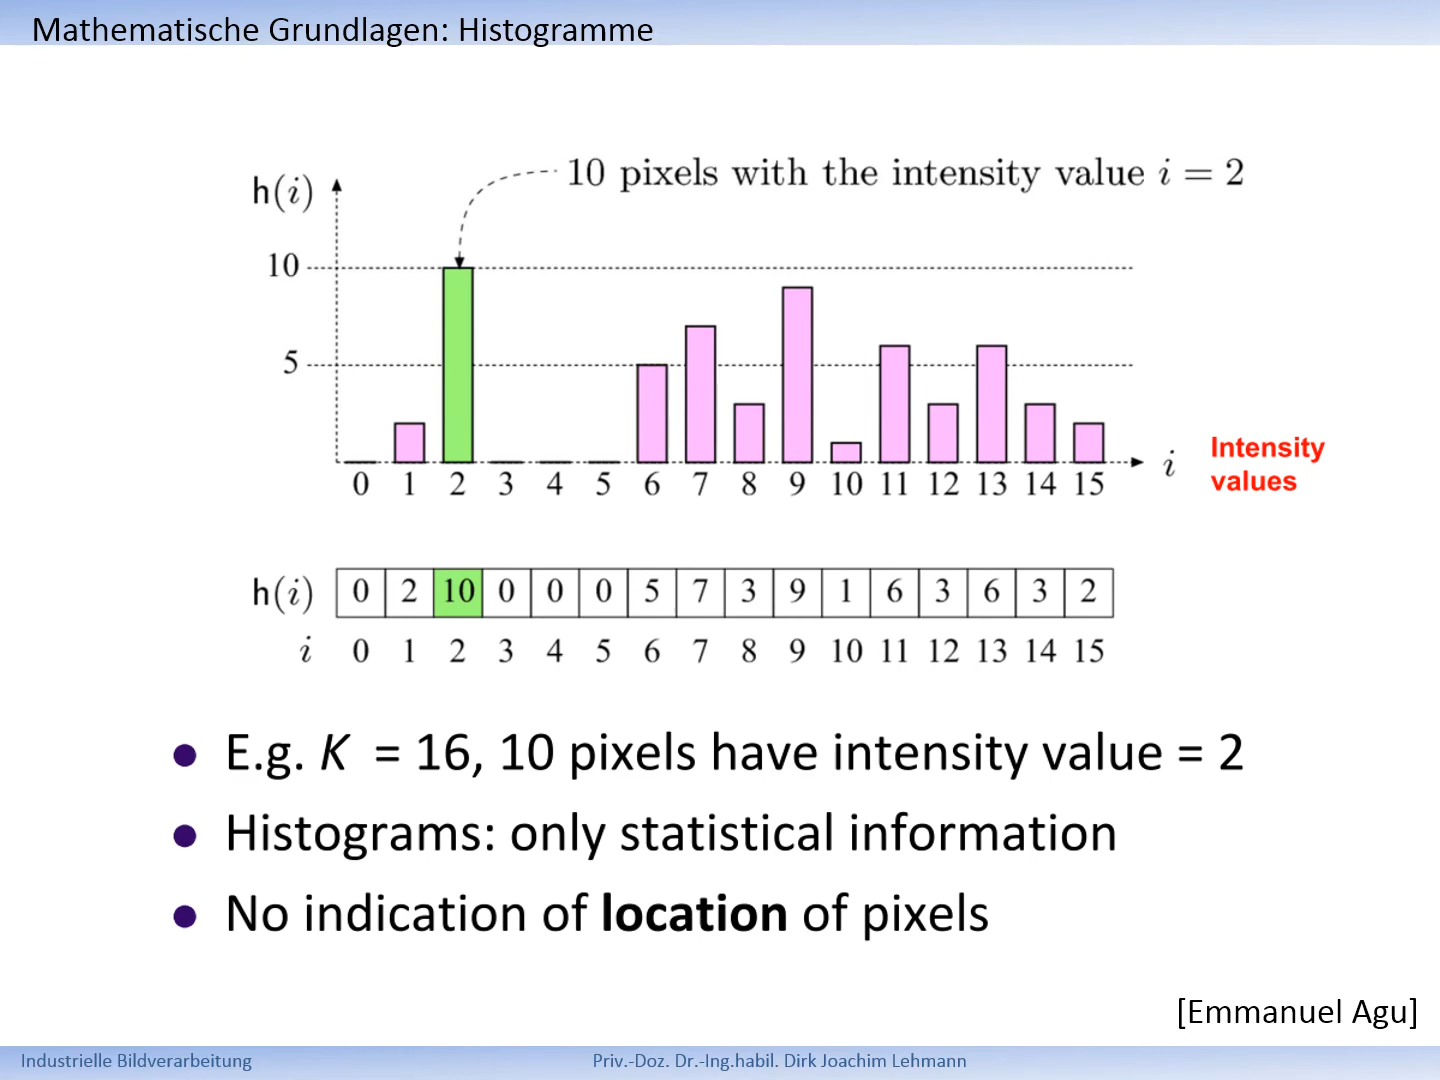 Mathematische Grundlagen: Histogramme
10 pixels with the intensity value i = 2
h(i)
10
5
0 1 2 3 4 5 6 7 8 9 10 11 12 13 14 15
i
Intensity
values
h(i) 0 2 10 0 0 0 5 7 3 9 1 6 3 6 3 2
i 0 1 2 3 4 5 6 7 8 9 10 11 12 13 14 15
● E.g. K = 16, 10 pixels have intensity value = 2
● Histograms: only statistical information
● No indication of location of pixels
[Emmanuel Agu]
Industrielle Bildverarbeitung
Priv.-Doz. Dr.-Ing.habil. Dirk Joachim Lehmann